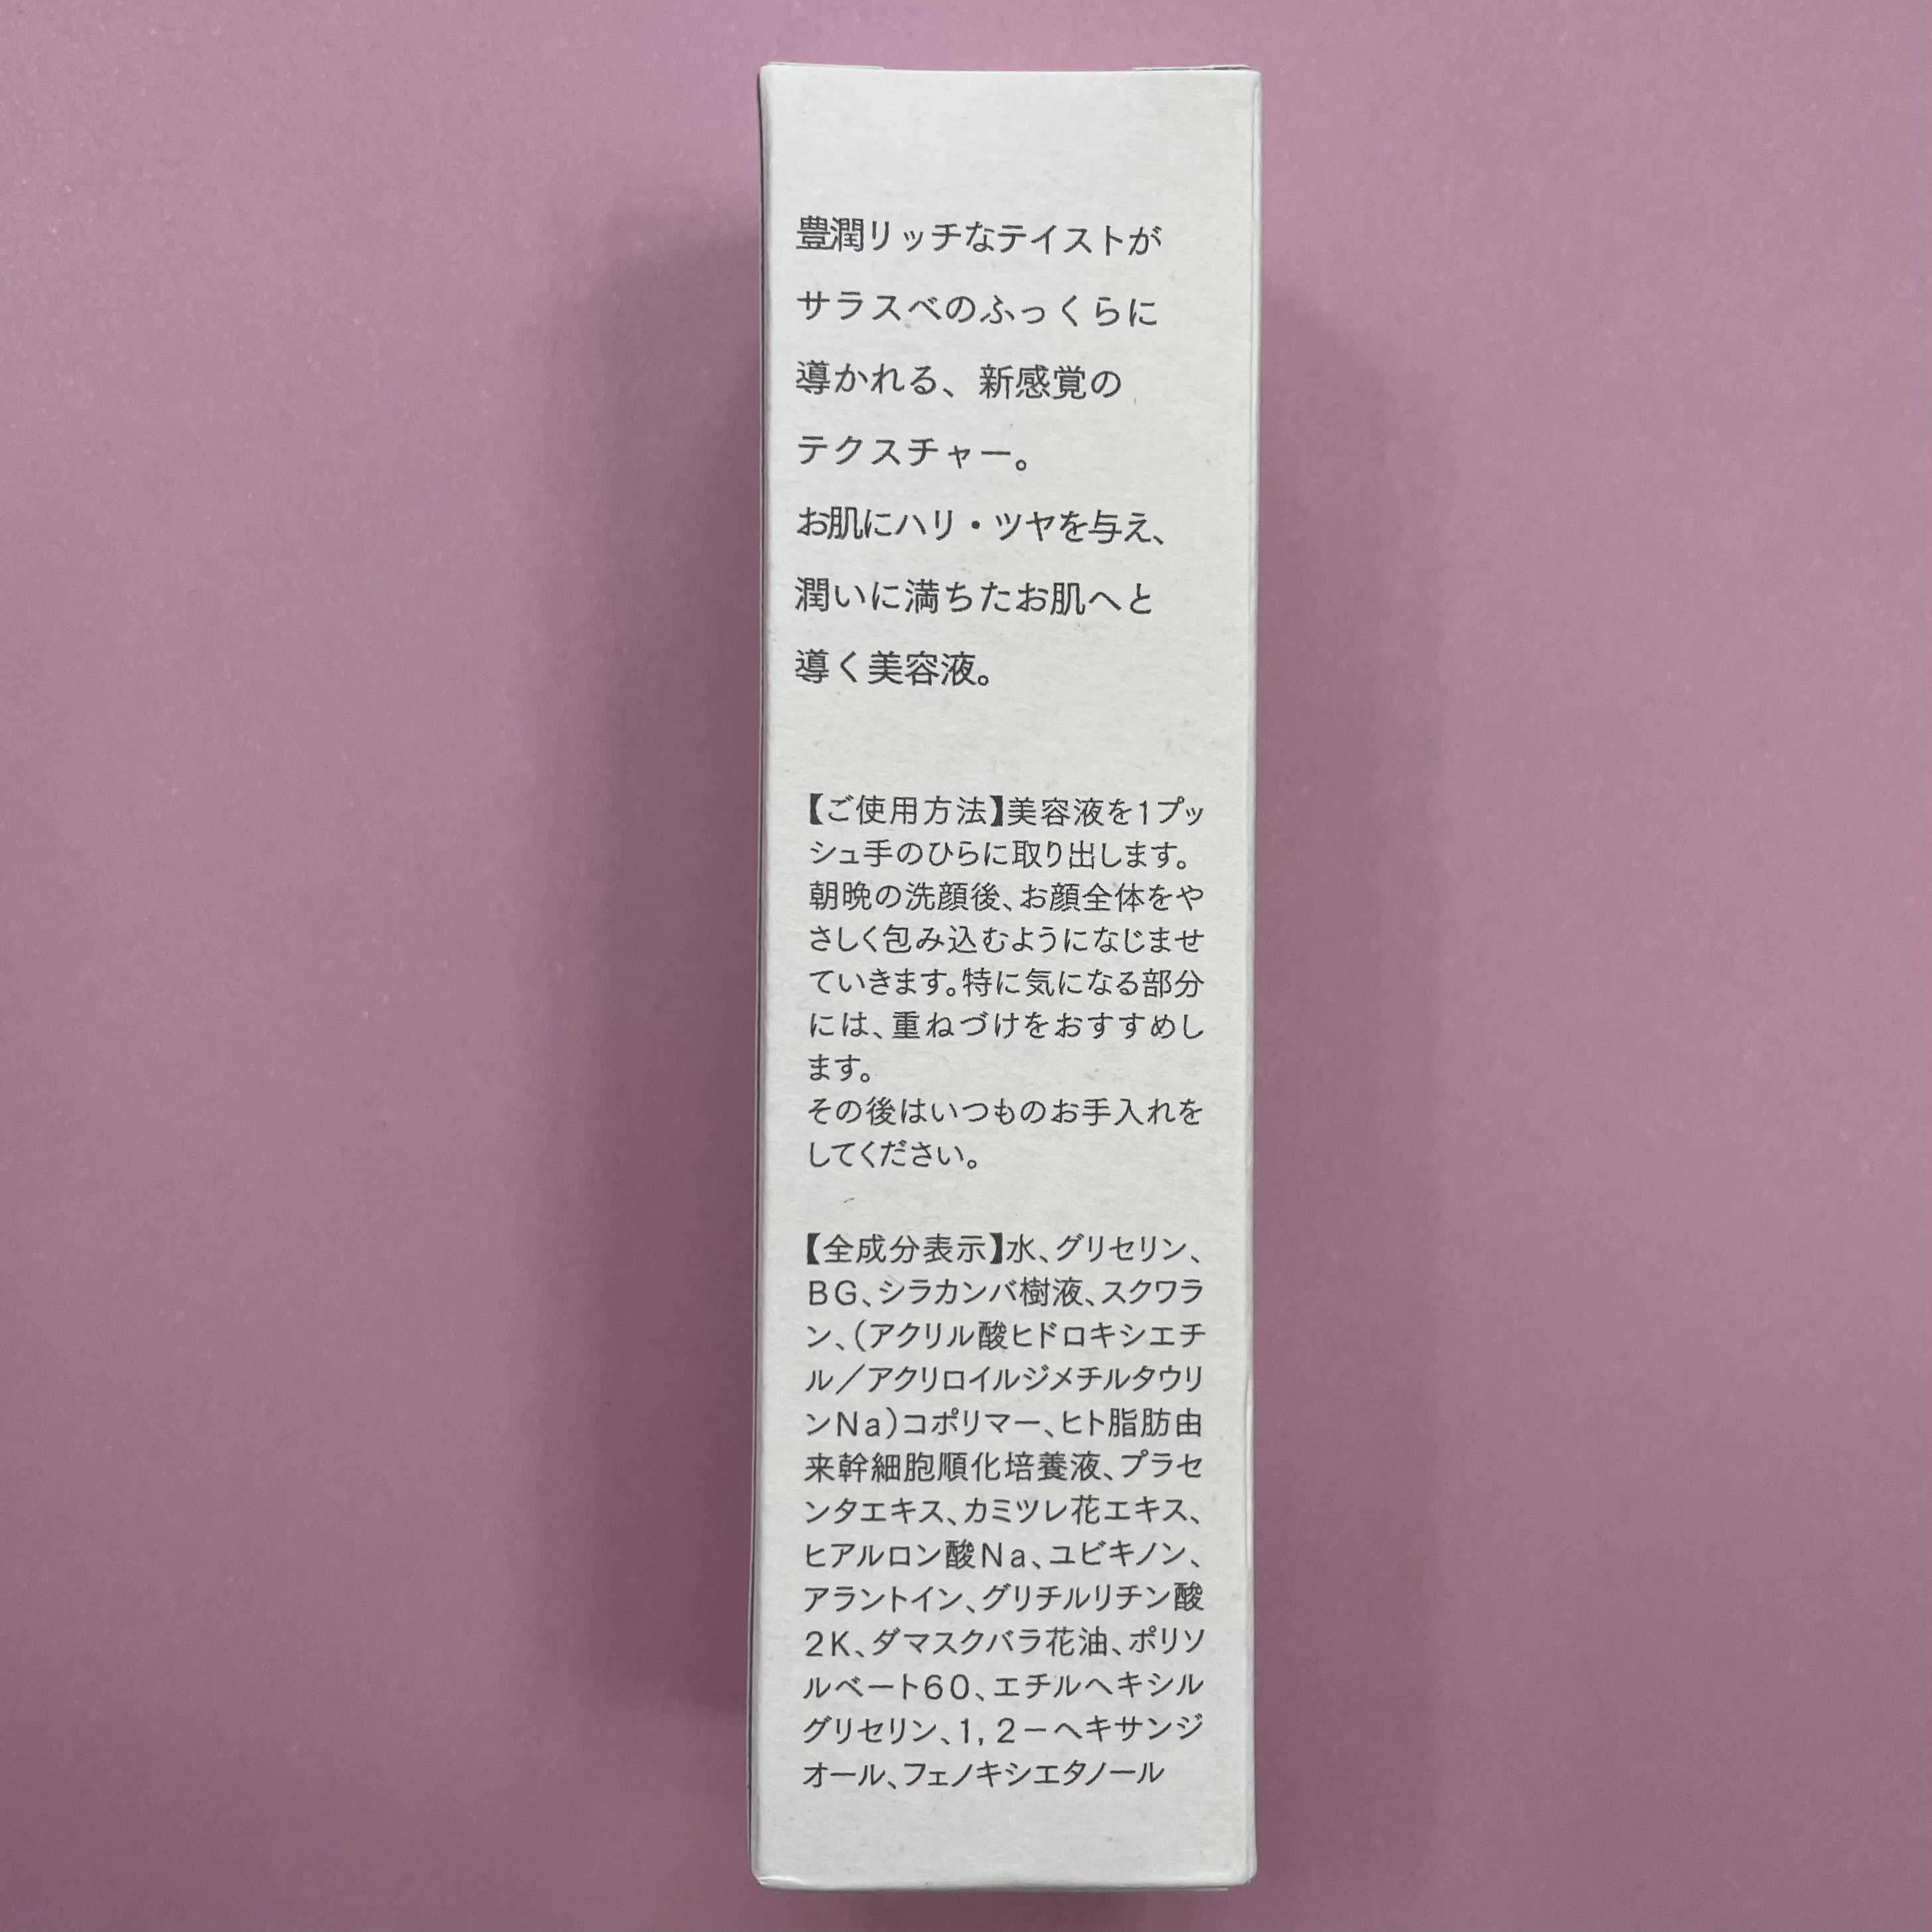 豊潤リッチなテイストが
サラスベのふっくらに
導かれる、新感覚の
テクスチャー。
お肌にハリ・ツヤを与え、
潤いに満ちたお肌へと
導く美容液。
【ご使用方法】美容液を1プッ
シュ手のひらに取り出します。
朝晩の洗顔後、お顔全体をや
さしく包み込むようになじませ
ていきます。特に気になる部分
には、重ねづけをおすすめし
ます。
その後はいつものお手入れを
してください。
【全成分表示】水、グリセリン、
BG、シラカンバ樹液、スクワラ
ン、(アクリル酸ヒドロキシエチ
ル/アクリロイルジメチルタウリ
ンNa)コポリマー、ヒト脂肪由
来幹細胞順化培養液、プラセ
ンタエキス、カミツレ花エキス、
ヒアルロン酸Na、ユビキノン、
アラントイン、グリチルリチン酸
2K、ダマスクバラ花油、ポリソ
ルベート60、エチルヘキシル
グリセリン、1,2－ヘキサンジ
オール、フェノキシエタノール